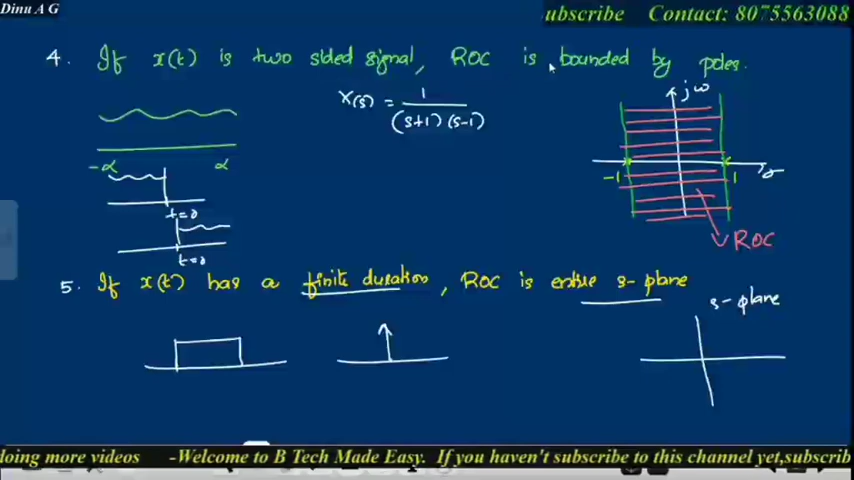 Dinu A G
ubscribe Contact: 8075563088
4. If x(t) is two sided signal, ROC is bounded by poles.
X(s) = 1
(s+1) (s-1)
jω
-α α
-1 1 σ
t=0
t=0
ROC
5. If x(t) has a finite duration, ROC is entire s-plane
s-plane
doing more videos -Welcome to B Tech Made Easy. If you haven't subscribe to this channel yet,subscrib